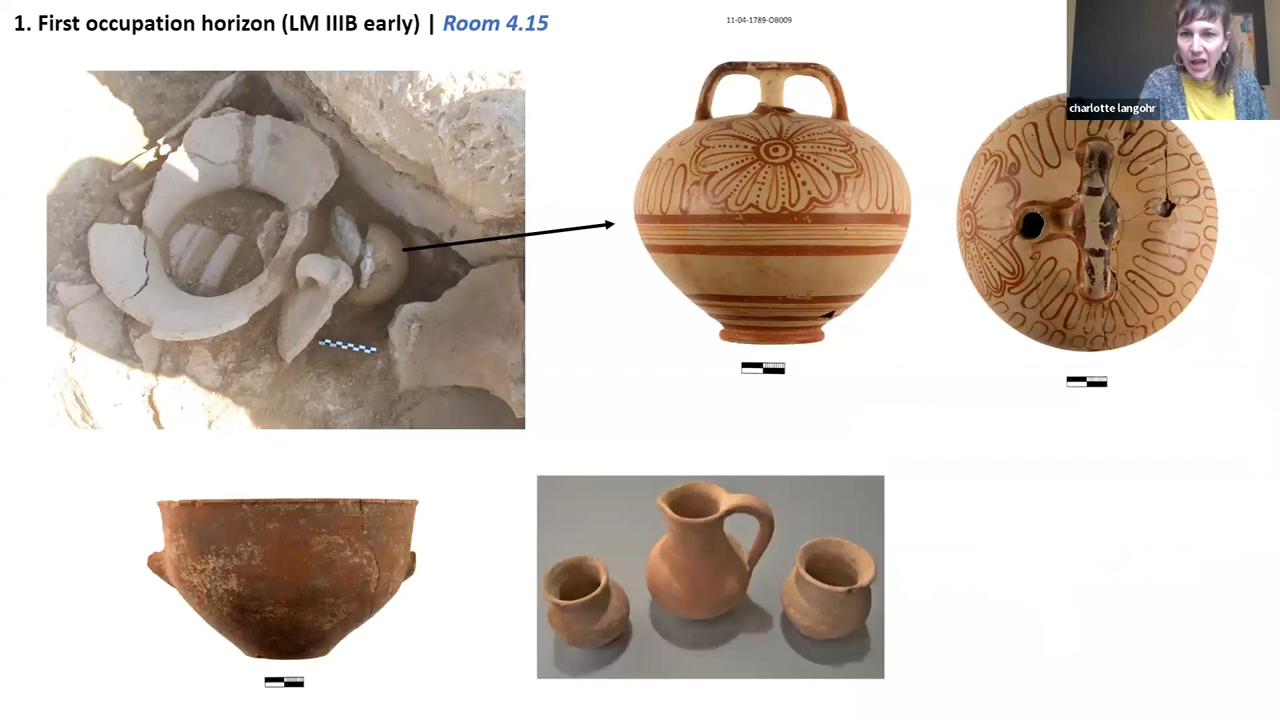 1. First occupation horizon (LM IIIB early) | Room 4.15
11-04-1789-OB009
charlotte langohr